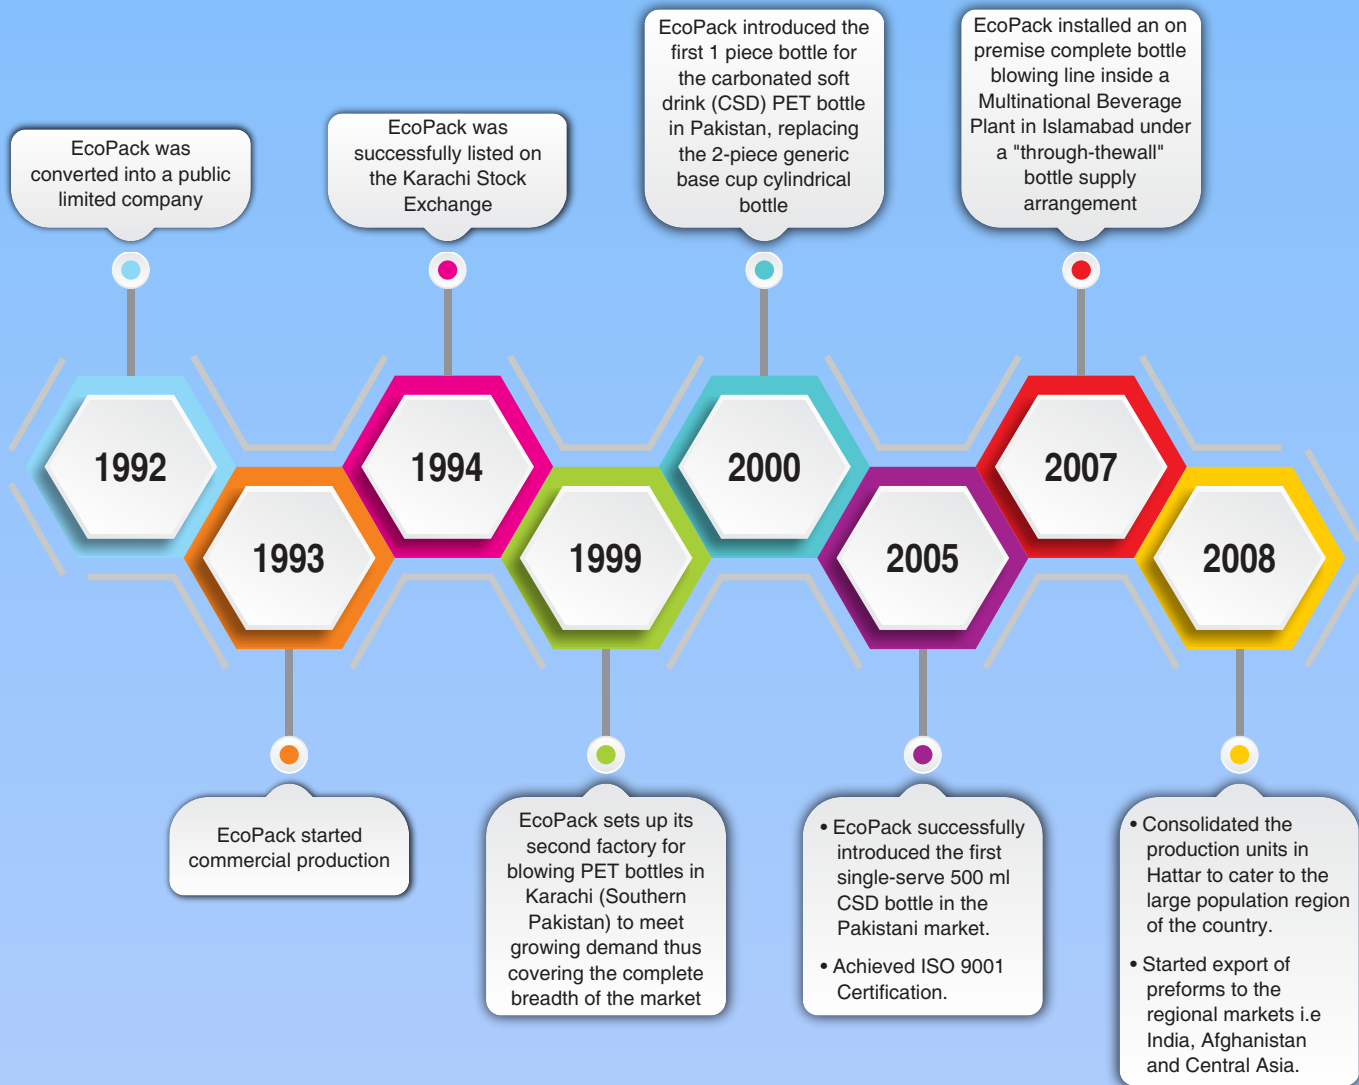 EcoPack was
converted into a public
limited company
EcoPack was
successfully listed on
the Karachi Stock
Exchange
EcoPack introduced the
first 1 piece bottle for
the carbonated soft
drink (CSD) PET bottle
in Pakistan, replacing
the 2-piece generic
base cup cylindrical
bottle
EcoPack installed an on
premise complete bottle
blowing line inside a
Multinational Beverage
Plant in Islamabad under
a "through-thewall"
bottle supply
arrangement
1992
1993
1994
1999
2000
2005
2007
2008
EcoPack started
commercial production
EcoPack sets up its
second factory for
blowing PET bottles in
Karachi (Southern
Pakistan) to meet
growing demand thus
covering the complete
breadth of the market
• EcoPack successfully
introduced the first
single-serve 500 ml
CSD bottle in the
Pakistani market.
• Achieved ISO 9001
Certification.
• Consolidated the
production units in
Hattar to cater to the
large population region
of the country.
• Started export of
preforms to the
regional markets i.e
India, Afghanistan
and Central Asia.